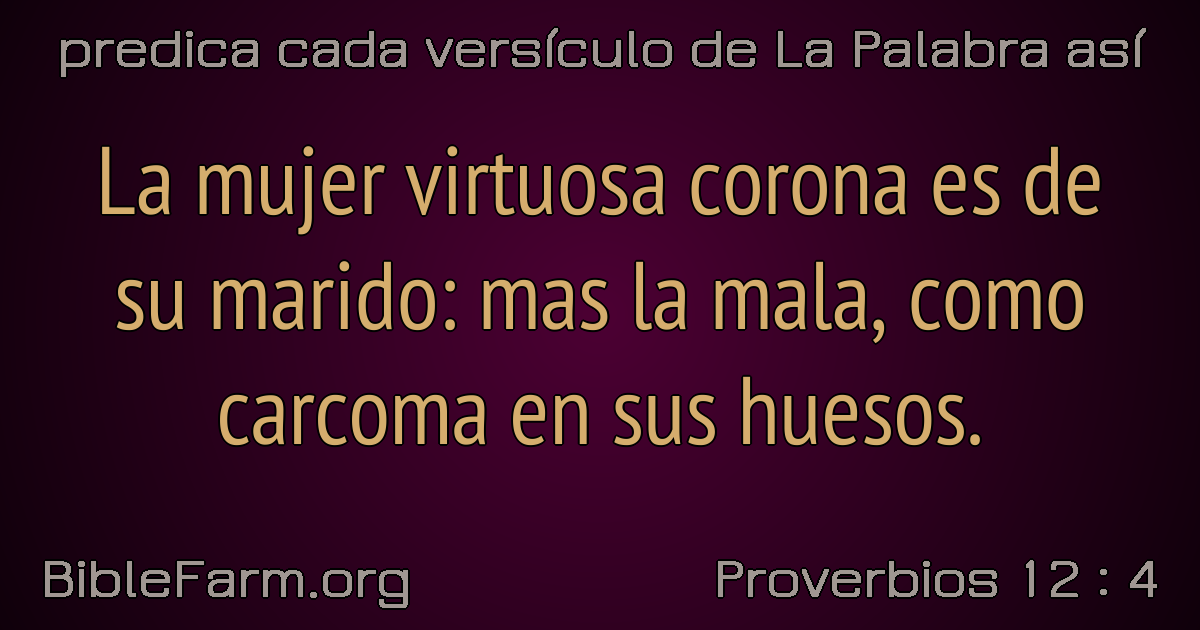 predica cada versículo de La Palabra así
La mujer virtuosa corona es de
su marido: mas la mala, como
carcoma en sus huesos.
BibleFarm.org
Proverbios 12 : 4